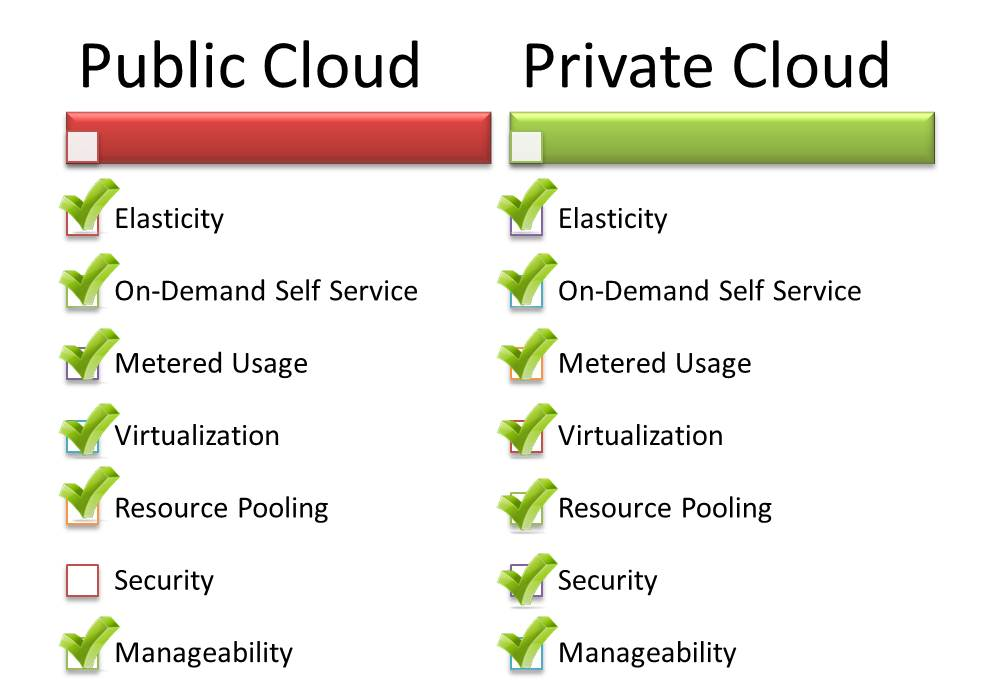 Public Cloud
Elasticity
On-Demand Self Service
Metered Usage
Virtualization
Resource Pooling
Security
Manageability
Private Cloud
Elasticity
On-Demand Self Service
Metered Usage
Virtualization
Resource Pooling
Security
Manageability